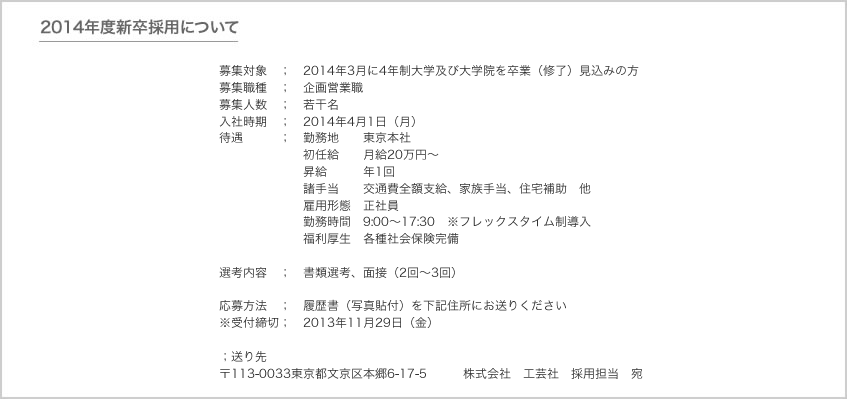 2014年度新卒採用について
募集対象　；　2014年3月に4年制大学及び大学院を卒業（修了）見込みの方
募集職種　；　企画営業職
募集人数　；　若干名
入社時期　；　2014年4月1日（月）
待遇　　　；　勤務地　　東京本社
初任給　　月給20万円〜
昇給　　　年1回
諸手当　　交通費全額支給、家族手当、住宅補助　他
雇用形態　正社員
勤務時間　9:00〜17:30　※フレックスタイム制導入
福利厚生　各種社会保険完備
選考内容　；　書類選考、面接（2回〜3回）
応募方法　；　履歴書（写真貼付）を下記住所にお送りください
※受付締切；　2013年11月29日（金）
；送り先
〒113-0033東京都文京区本郷6-17-5　　　株式会社　工芸社　採用担当　宛